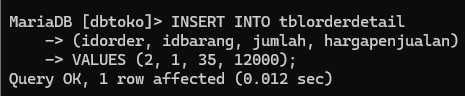 MariaDB [dbtoko]> INSERT INTO tblorderdetail
    -> (idorder, idbarang, jumlah, hargapenjualan)
    -> VALUES (2, 1, 35, 12000);
Query OK, 1 row affected (0.012 sec)